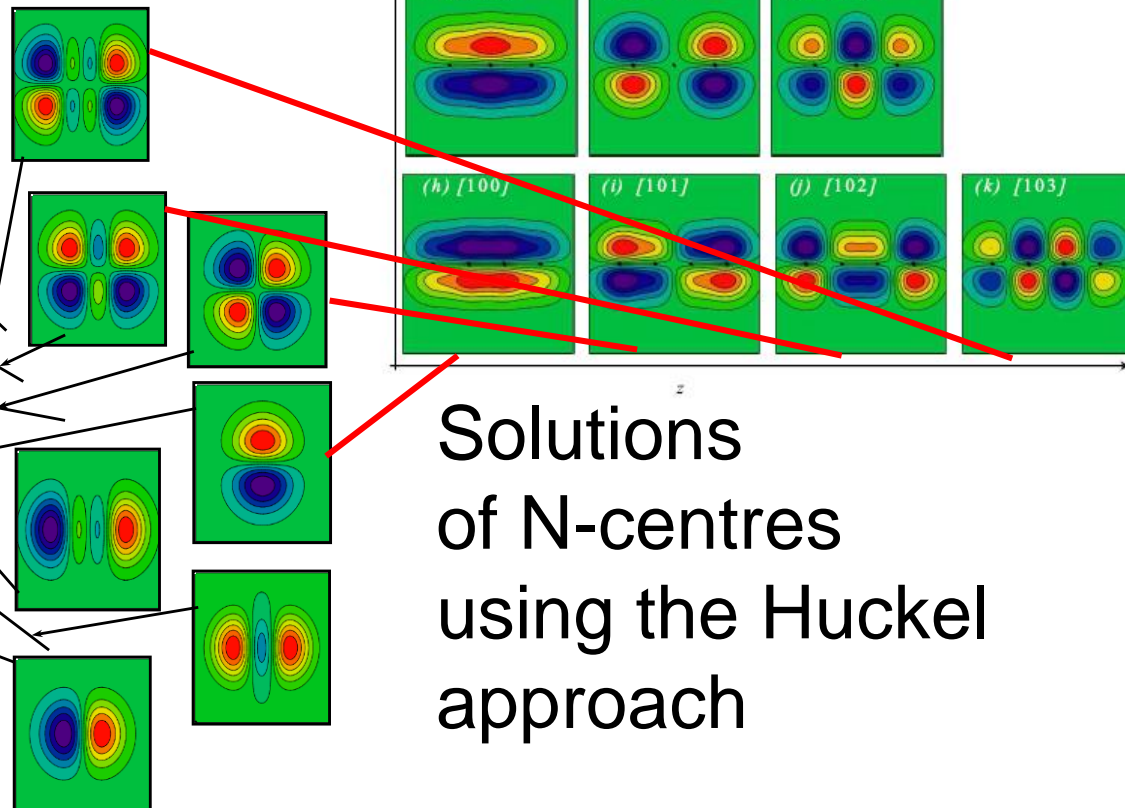 (h) [100]
(i) [101]
(j) [102]
(k) [103]
z
Solutions
of N-centres
using the Huckel
approach